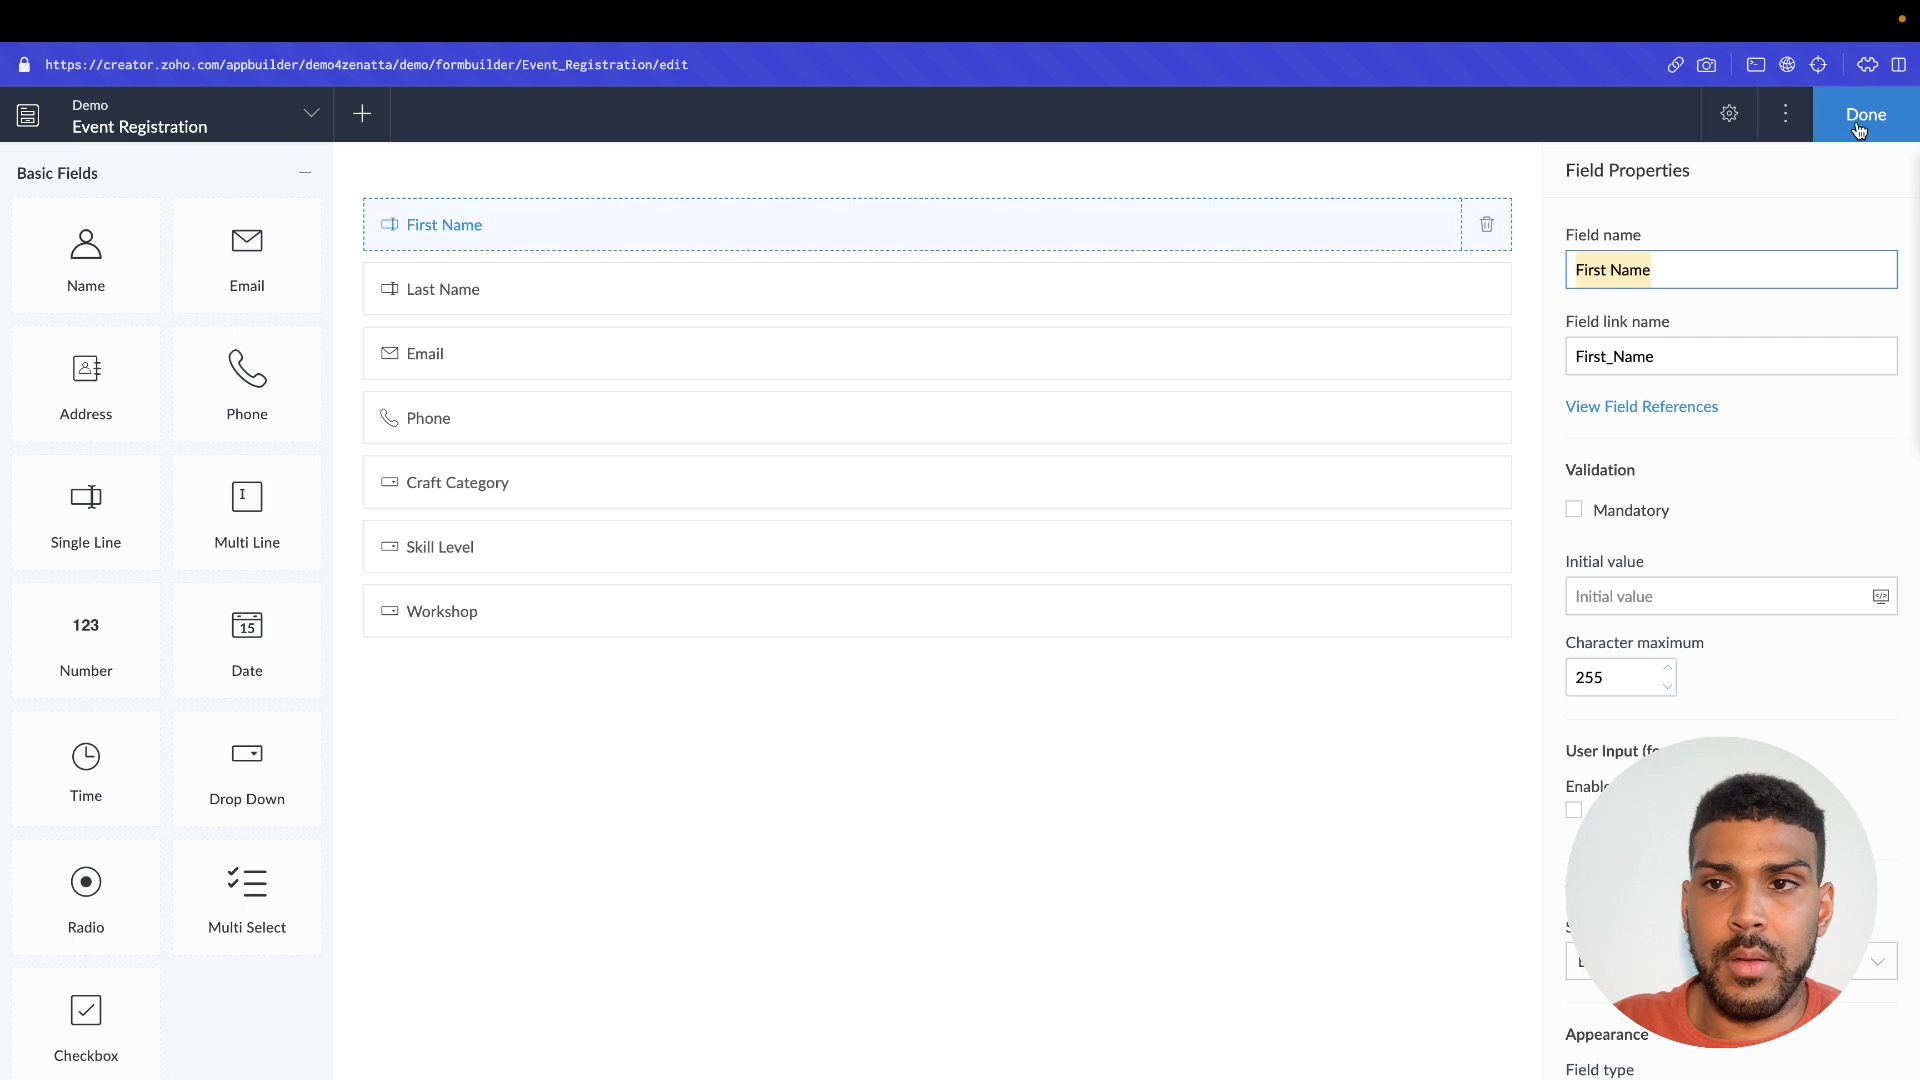 https://creator.zoho.com/appbuilder/demo4zenatta/demo/formbuilder/Event_Registration/edit
Demo
Event Registration
Done
Basic Fields
Name
Email
Address
Phone
Single Line
Multi Line
123
Number
15
Date
Time
Drop Down
Radio
Multi Select
Checkbox
First Name
Last Name
Email
Phone
Craft Category
Skill Level
Workshop
Field Properties
Field name
First Name
Field link name
First_Name
View Field References
Validation
Mandatory
Initial value
Initial value
Character maximum
255
User Input
Appearance
Field type